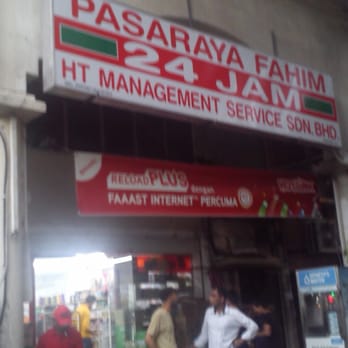 PASARAYA FAHIM
24 JAM
HT MANAGEMENT SERVICE SDN.BHD
RELOAD PLUS dengan
FAAAST INTERNET* PERCUMA